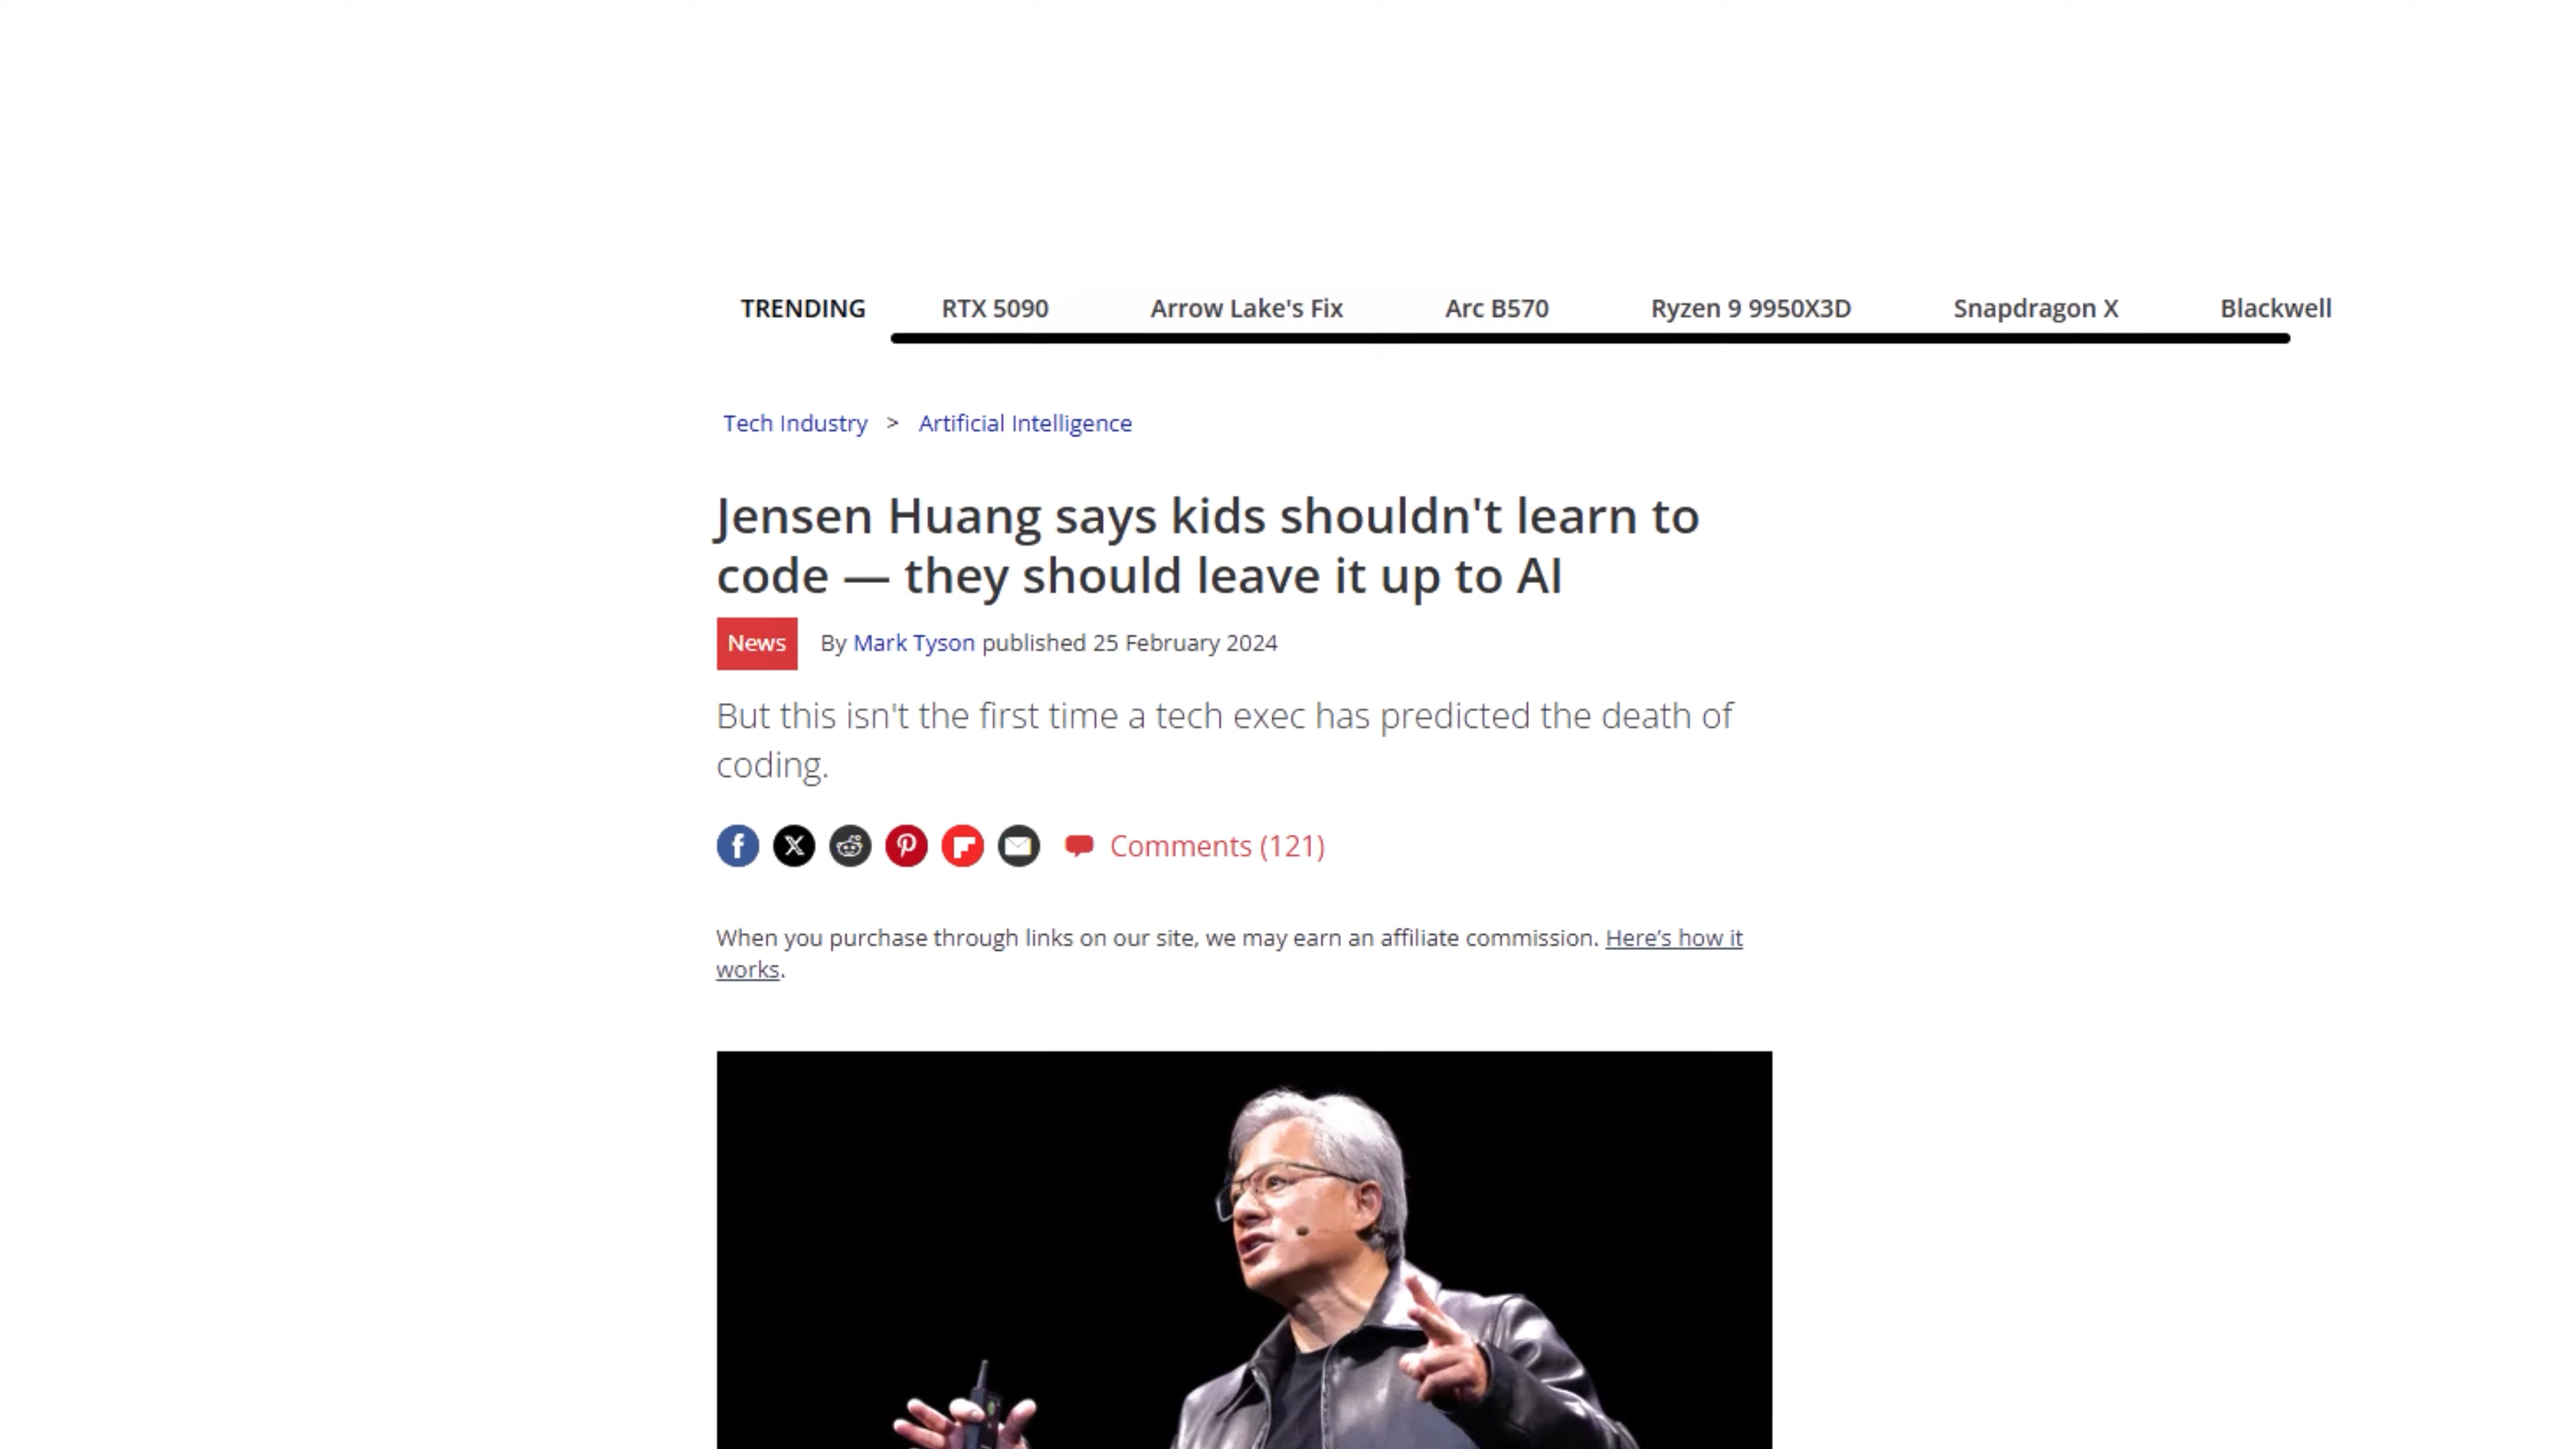 TRENDING RTX 5090 Arrow Lake's Fix Arc B570 Ryzen 9 9950X3D Snapdragon X Blackwell
Tech Industry > Artificial Intelligence
Jensen Huang says kids shouldn't learn to
code — they should leave it up to AI
News By Mark Tyson published 25 February 2024
But this isn't the first time a tech exec has predicted the death of
coding.
Comments (121)
When you purchase through links on our site, we may earn an affiliate commission. Here’s how it
works.